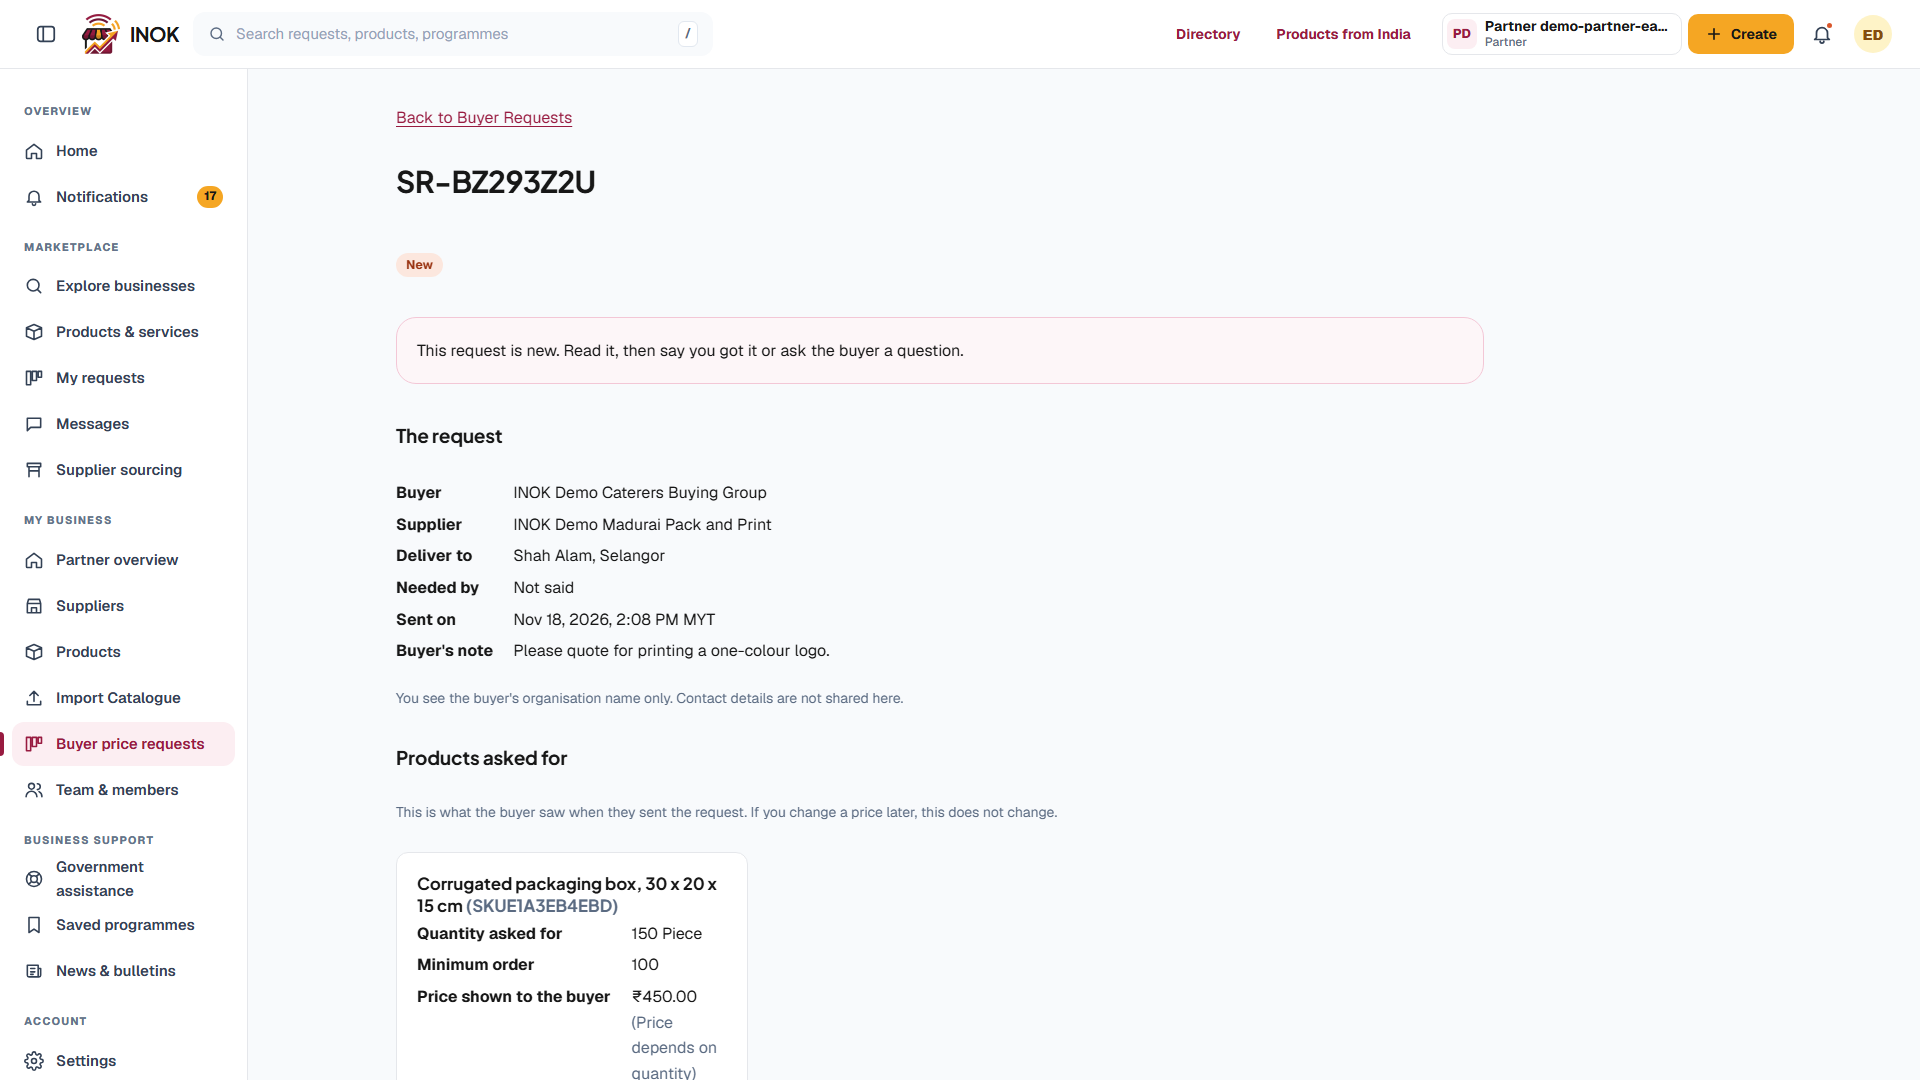 INOK
Search requests, products, programmes
/
Directory
Products from India
PD
Partner demo-partner-ea...
Partner
+ Create
ED
OVERVIEW
Home
Notifications
17
MARKETPLACE
Explore businesses
Products & services
My requests
Messages
Supplier sourcing
MY BUSINESS
Partner overview
Suppliers
Products
Import Catalogue
Buyer price requests
Team & members
BUSINESS SUPPORT
Government
assistance
Saved programmes
News & bulletins
ACCOUNT
Settings
Back to Buyer Requests
SR-BZ293Z2U
New
This request is new. Read it, then say you got it or ask the buyer a question.
The request
Buyer INOK Demo Caterers Buying Group
Supplier INOK Demo Madurai Pack and Print
Deliver to Shah Alam, Selangor
Needed by Not said
Sent on Nov 18, 2026, 2:08 PM MYT
Buyer's note Please quote for printing a one-colour logo.
You see the buyer's organisation name only. Contact details are not shared here.
Products asked for
This is what the buyer saw when they sent the request. If you change a price later, this does not change.
Corrugated packaging box, 30 x 20 x
15 cm (SKUE1A3EB4EBD)
Quantity asked for 150 Piece
Minimum order 100
Price shown to the buyer ₹450.00
(Price
depends on
quantity)